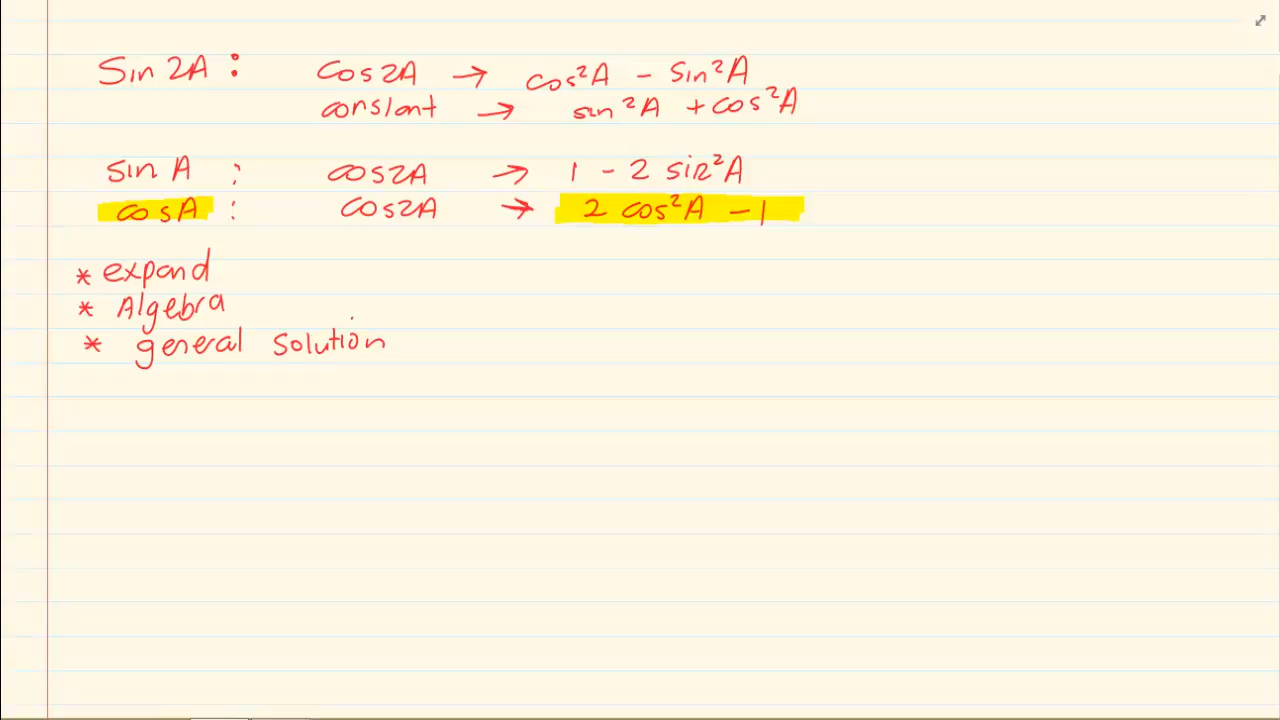 Sin 2A : cos 2A → cos²A - sin²A
constant → sin²A + cos²A
sin A : cos2A → 1 - 2 sin²A
cosA : cos2A → 2 cos²A - 1
* expand
* Algebra
* general solution